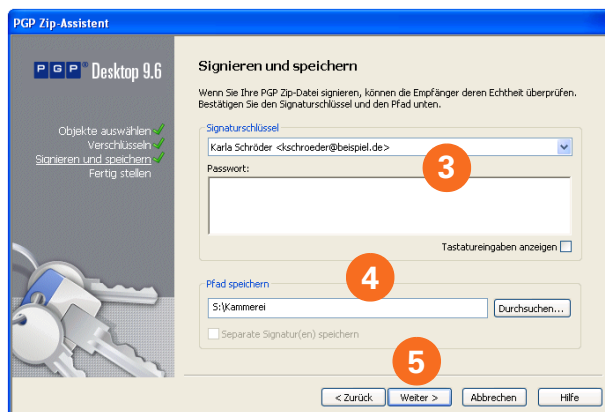 PGP Zip-Assistent
PGP® Desktop 9.6
Objekte auswählen
Verschlüsseln
Signieren und speichern
Fertig stellen
Signieren und speichern
Wenn Sie Ihre PGP Zip-Datei signieren, können die Empfänger deren Echtheit überprüfen.
Bestätigen Sie den Signaturschlüssel und den Pfad unten.
Signaturschlüssel
Karla Schröder <kschroeder@beispiel.de>
3
Passwort:
Tastatureingaben anzeigen
4
Pfad speichern
S:\Kammerei
Durchsuchen...
Separate Signatur(en) speichern
5
< Zurück Weiter > Abbrechen Hilfe